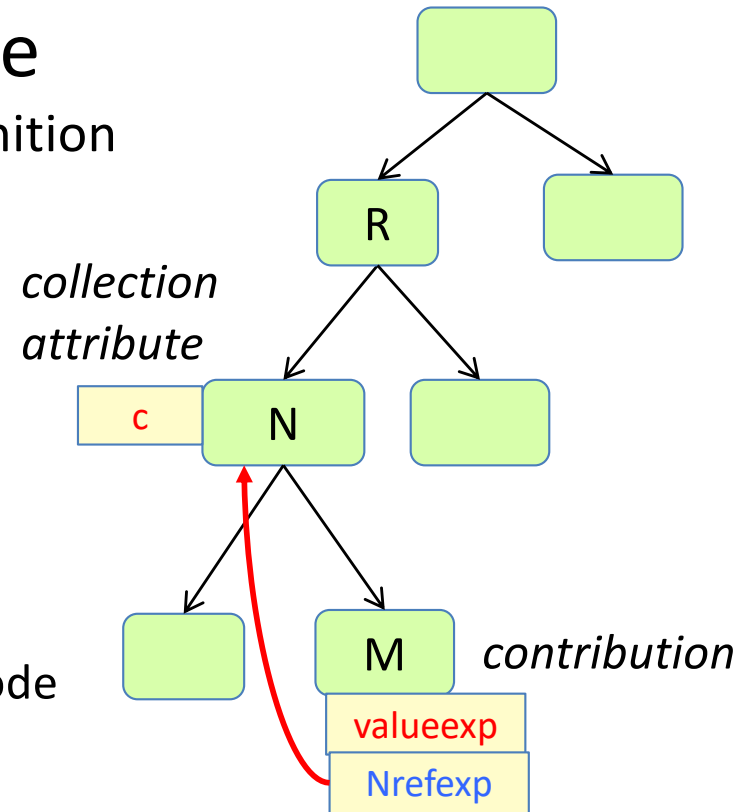 e
nition
R
collection
attribute
c
N
M
contribution
ode
valueexp
Nrefexp